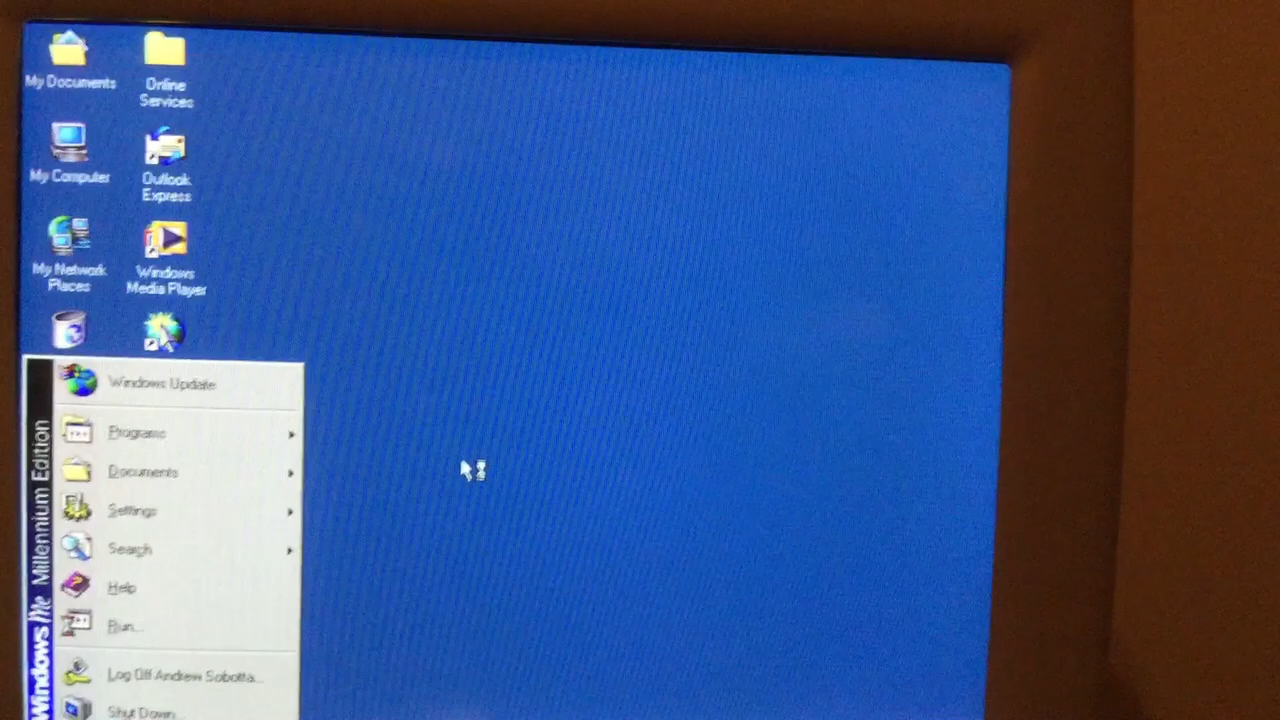 My Documents
Online
Services
My Computer
Outlook
Express
My Network
Places
Windows
Media Player
Windows Update
Programs
Documents
Settings
Search
Help
Run...
Log Off Andrew Sobotta...
Shut Down...
Windows Me Millennium Edition